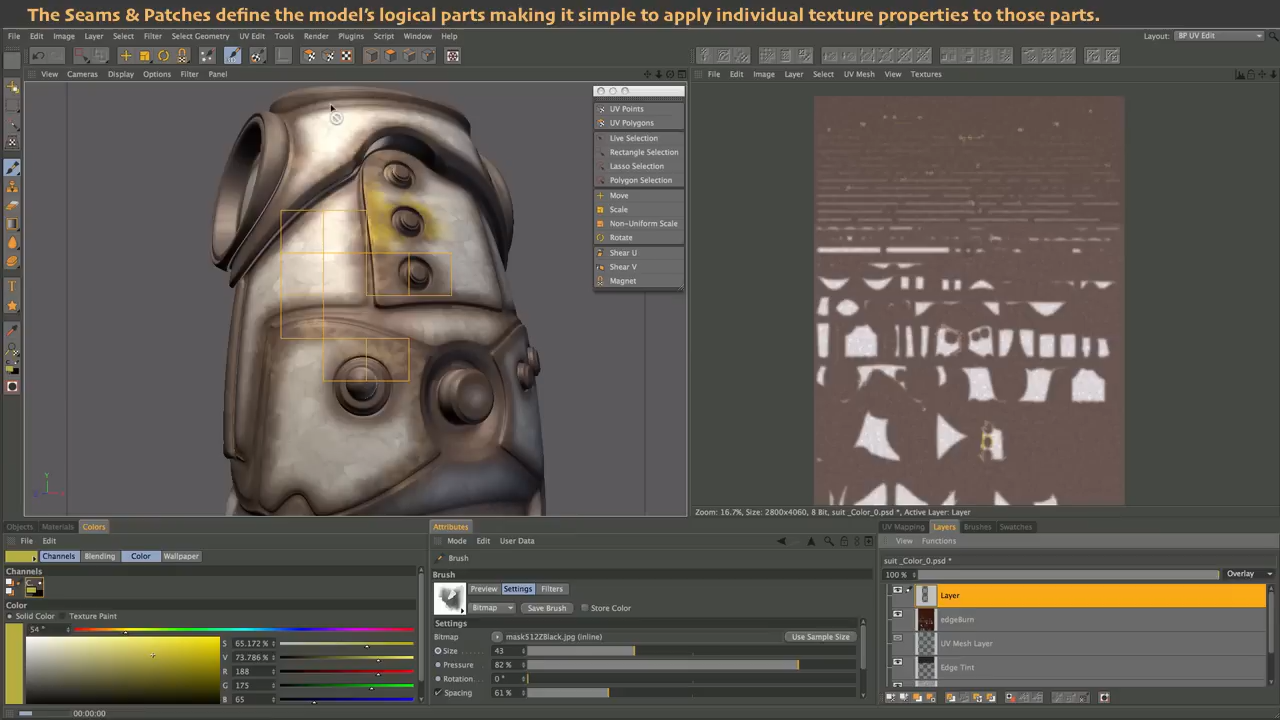 The Seams & Patches define the model's logical parts making it simple to apply individual texture properties to those parts.
File Edit Image Layer Select Filter Select Geometry UV Edit Tools Render Plugins Script Window Help Layout: BP UV Edit
View Cameras Display Options Filter Panel
File Edit Image Layer Select UV Mesh View Textures
UV Points
UV Polygons
Live Selection
Rectangle Selection
Lasso Selection
Polygon Selection
Move
Scale
Non-Uniform Scale
Rotate
Shear U
Shear V
Magnet
Zoom: 16.7%, Size: 2800x4060, 8 Bit, suit _Color_0.psd *, Active Layer: Layer
Objects Materials Colors
File Edit
Channels Blending Color Wallpaper
Channels
C...
Color
Solid Color Texture Paint
54 °
S 65.172 %
V 73.786 %
R 188
G 175
B 65
00:00:00
Attributes
Mode Edit User Data
Brush
Brush
Preview Settings Filters
Bitmap Save Brush Store Color
Settings
Bitmap mask512ZBlack.jpg (inline) Use Sample Size
Size 43
Pressure 82 %
Rotation 0 °
Spacing 61 %
UV Mapping Layers Brushes Swatches
View Functions
suit _Color_0.psd *
100 % Overlay
Layer
edgeBurn
UV Mesh Layer
Edge Tint